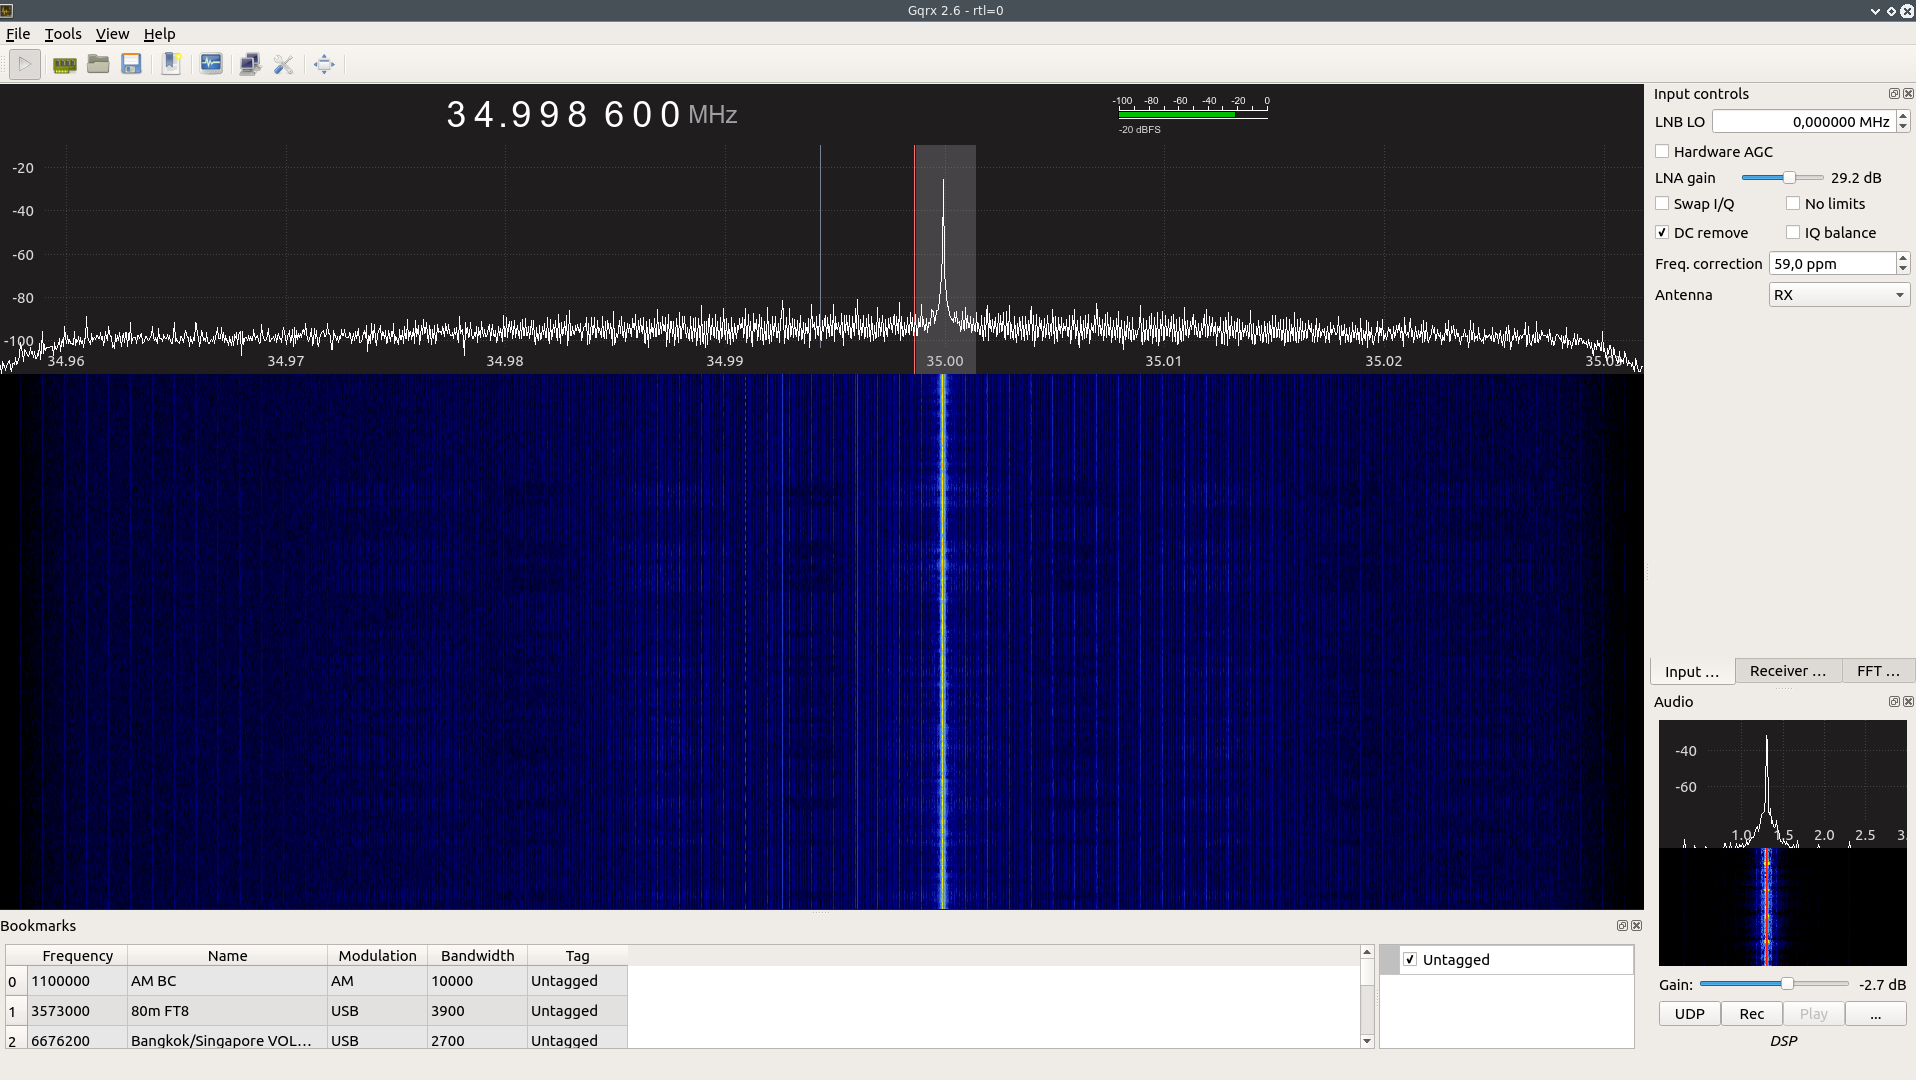 Gqrx 2.6 - rtl=0
File Tools View Help
34.998 600 MHz
-100 -80 -60 -40 -20 0
-20 dBFS
-20
-40
-60
-80
-100
34.96 34.97 34.98 34.99 35.00 35.01 35.02 35.03
Input controls
LNB LO 0,000000 MHz
Hardware AGC
LNA gain 29.2 dB
Swap I/Q No limits
DC remove IQ balance
Freq. correction 59,0 ppm
Antenna RX
Input ... Receiver ... FFT ...
Audio
-40
-60
1.0 1.5 2.0 2.5 3.
Gain: -2.7 dB
UDP Rec Play ...
DSP
Bookmarks
Frequency Name Modulation Bandwidth Tag
0 1100000 AM BC AM 10000 Untagged
1 3573000 80m FT8 USB 3900 Untagged
2 6676200 Bangkok/Singapore VOL... USB 2700 Untagged
Untagged